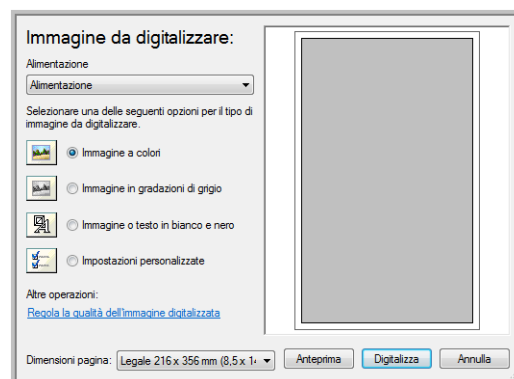 Immagine da digitalizzare:
Alimentazione
Alimentazione
Selezionare una delle seguenti opzioni per il tipo di
immagine da digitalizzare.
Immagine a colori
Immagine in gradazioni di grigio
Immagine o testo in bianco e nero
Impostazioni personalizzate
Altre operazioni:
Regola la qualità dell'immagine digitalizzata
Dimensioni pagina: Legale 216 x 356 mm (8,5 x 14 Anteprima Digitalizza Annulla